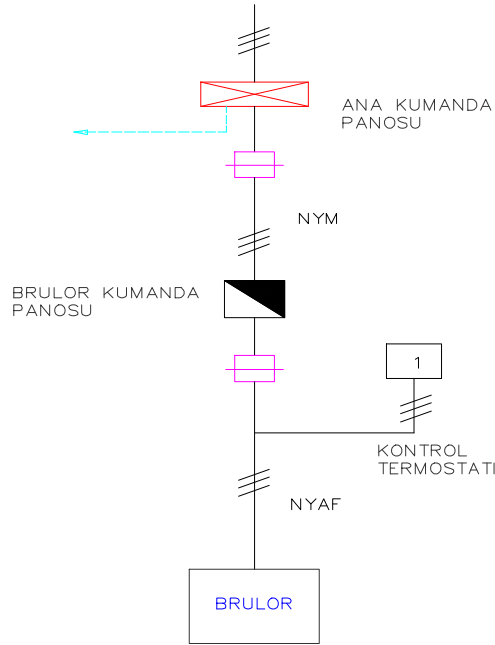 ANA KUMANDA
PANOSU
NYM
BRULOR KUMANDA
PANOSU
1
KONTROL
TERMOSTATI
NYAF
BRULOR